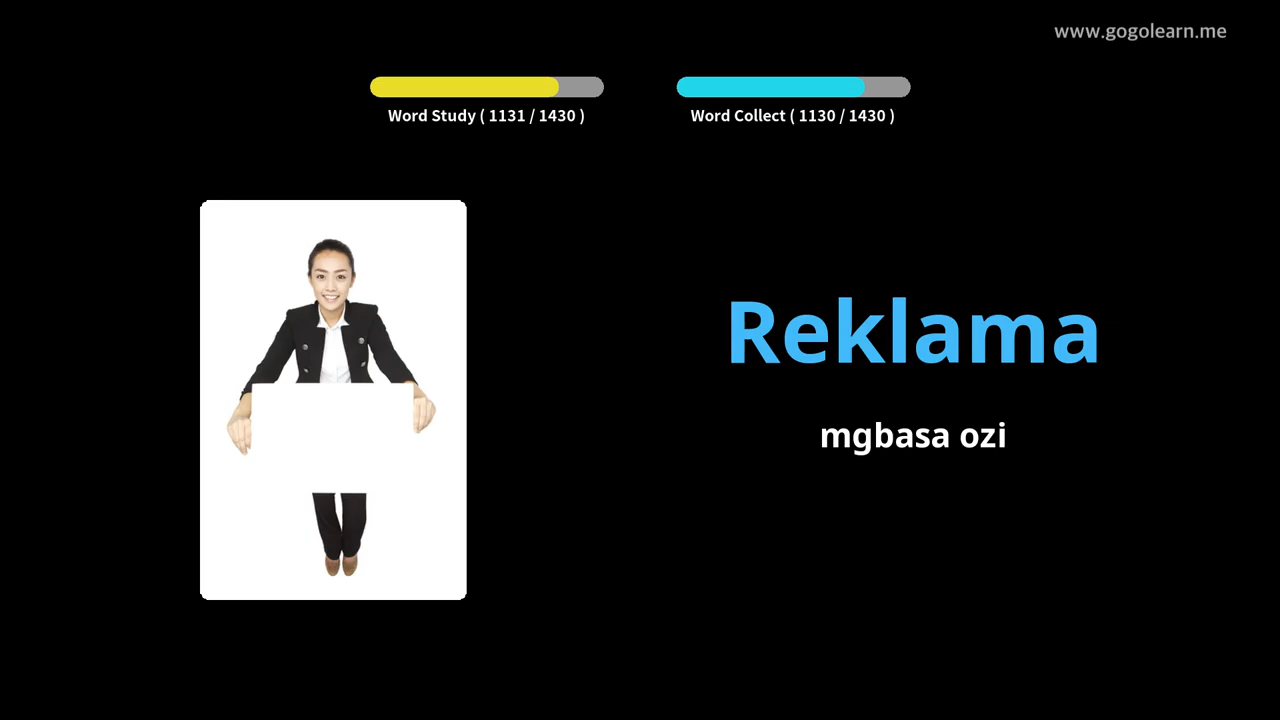 www.gogolearn.me
Word Study ( 1131 / 1430 )
Word Collect ( 1130 / 1430 )
Reklama
mgbasa ozi